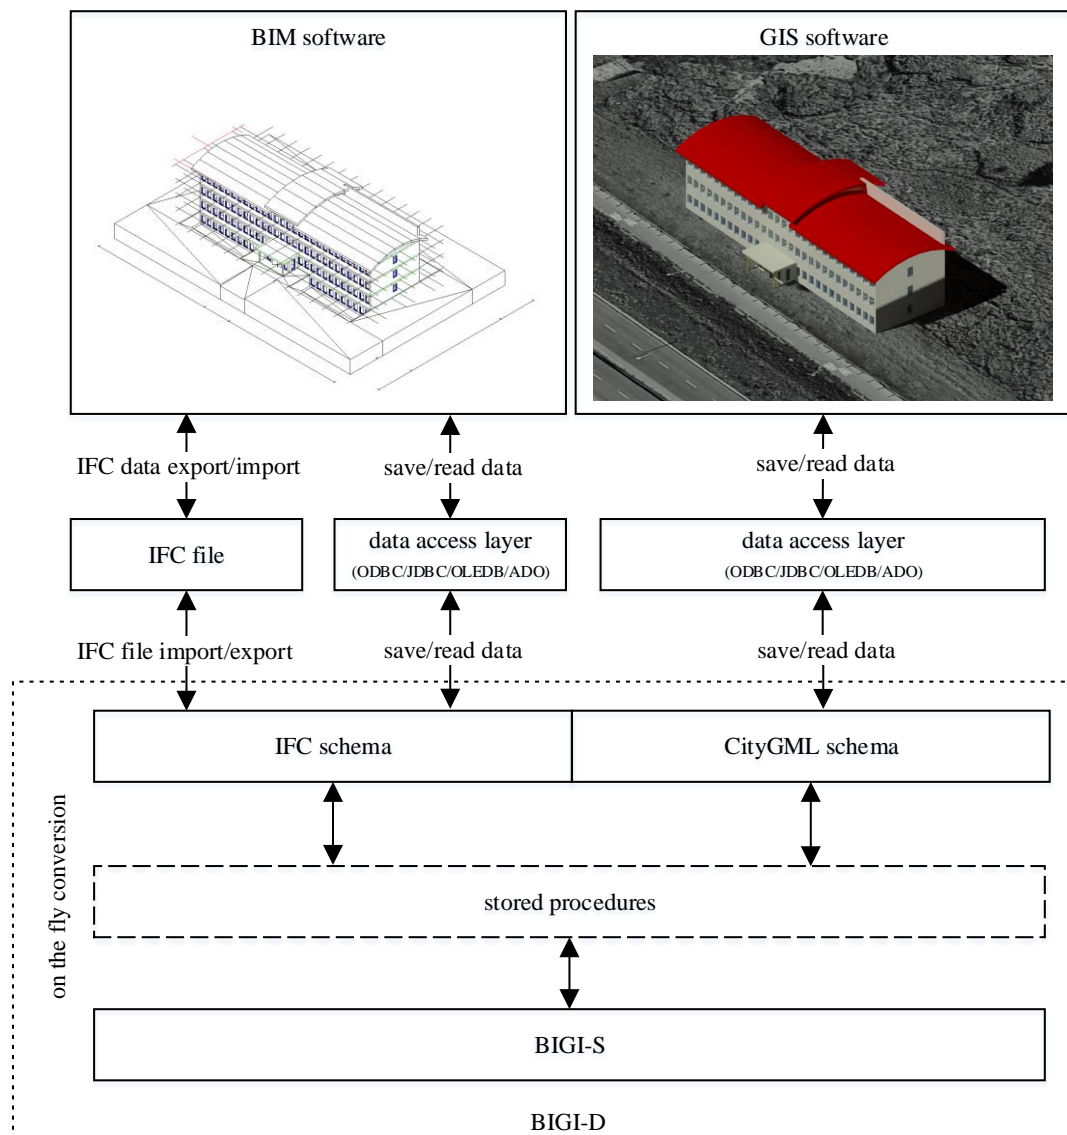 BIM software
GIS software
IFC data export/import
save/read data
save/read data
IFC file
data access layer
(ODBC/JDBC/OLEDB/ADO)
data access layer
(ODBC/JDBC/OLEDB/ADO)
IFC file import/export
save/read data
save/read data
IFC schema
CityGML schema
on the fly conversion
stored procedures
BIGI-S
BIGI-D